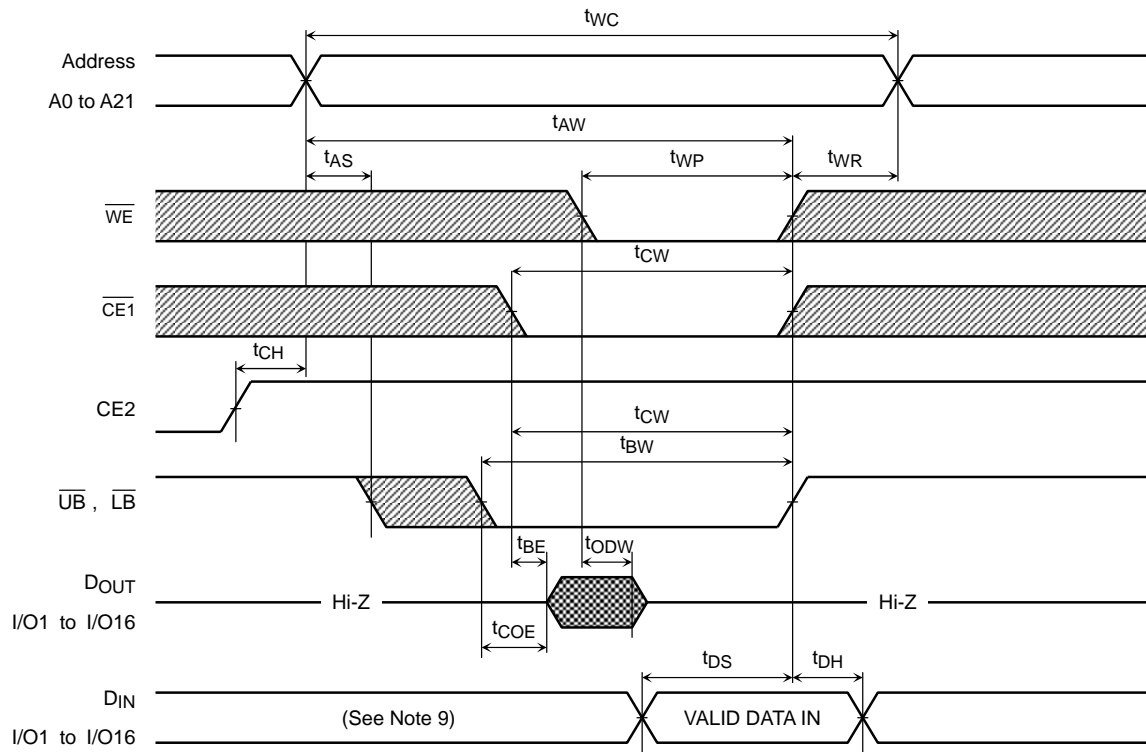 tWC
Address
A0 to A21
tAW
tAS
tWP
tWR
WE
tCW
CE1
tCH
CE2
tCW
tBW
UB , LB
tBE
tODW
DOUT
Hi-Z
Hi-Z
I/O1 to I/O16
tCOE
tDS
tDH
DIN
(See Note 9)
VALID DATA IN
I/O1 to I/O16